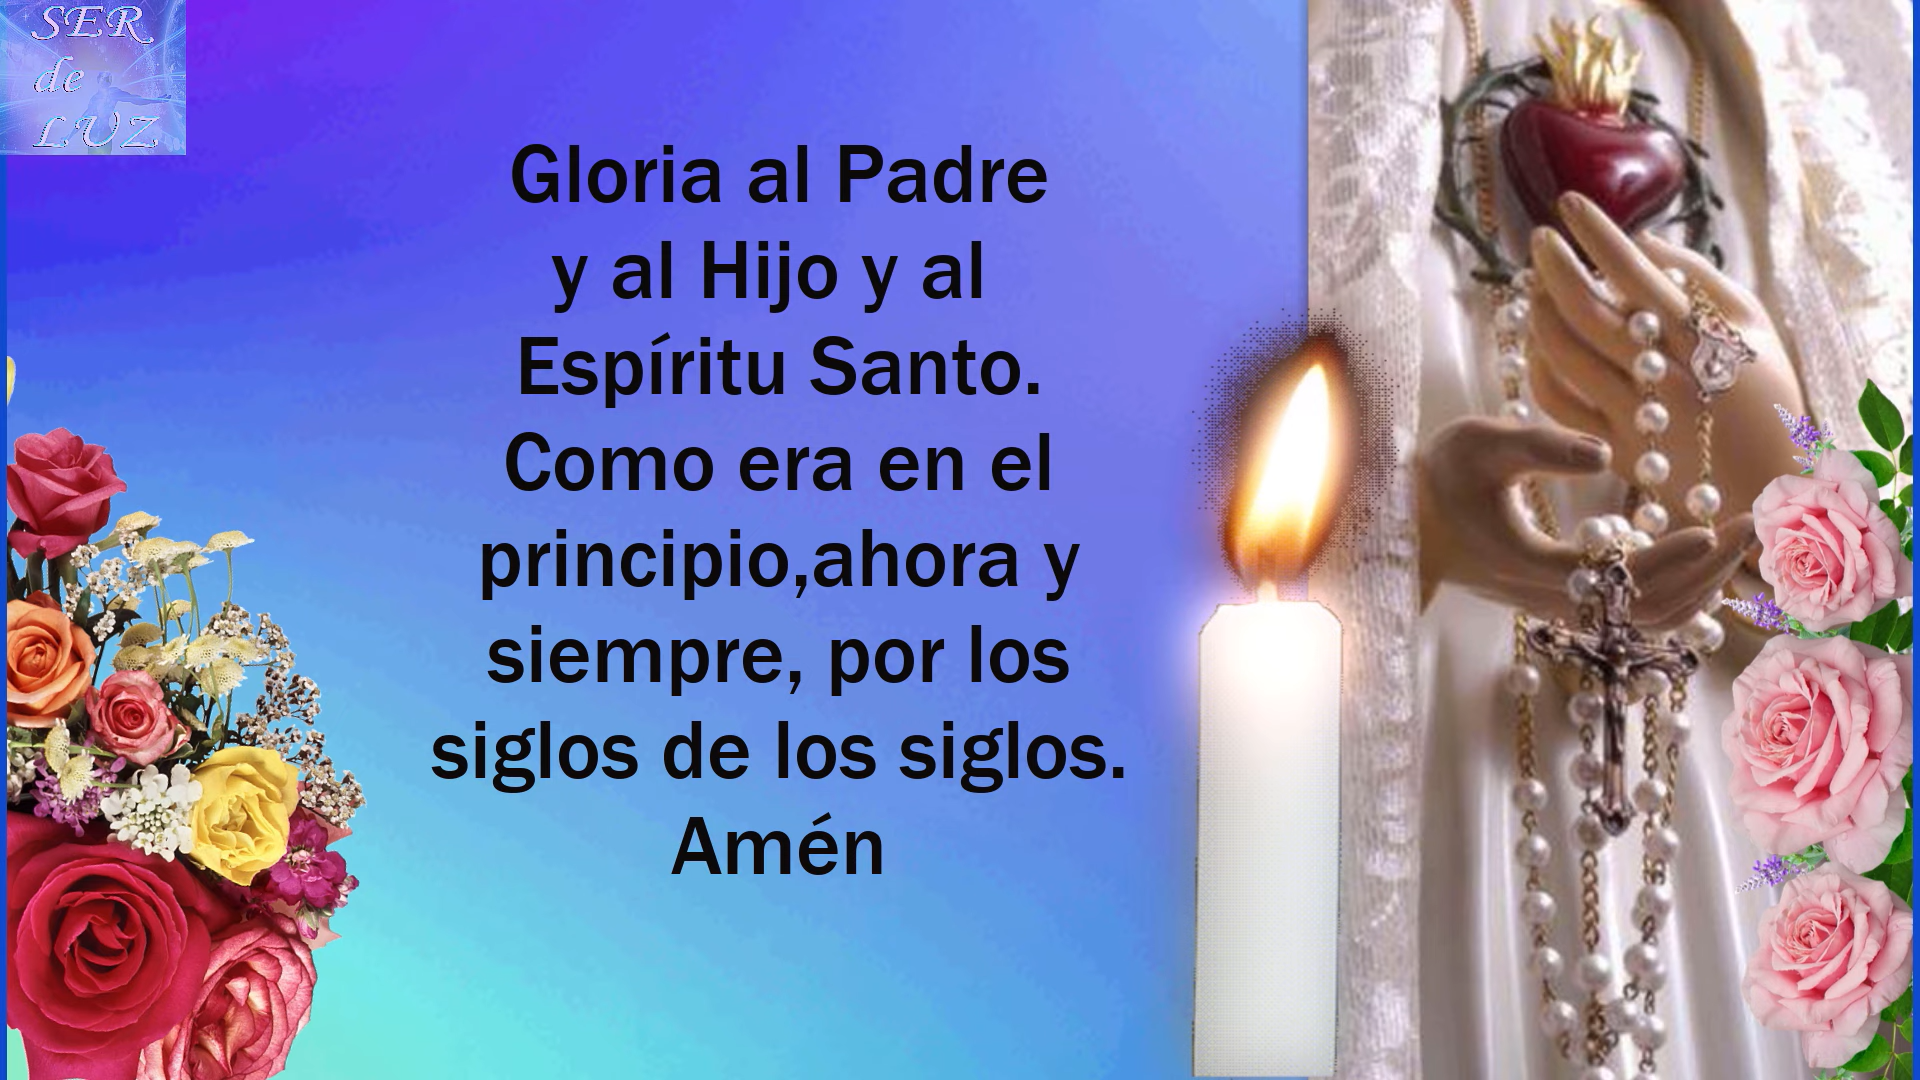 SER
de
LUZ
Gloria al Padre
y al Hijo y al
Espíritu Santo.
Como era en el
principio,ahora y
siempre, por los
siglos de los siglos.
Amén